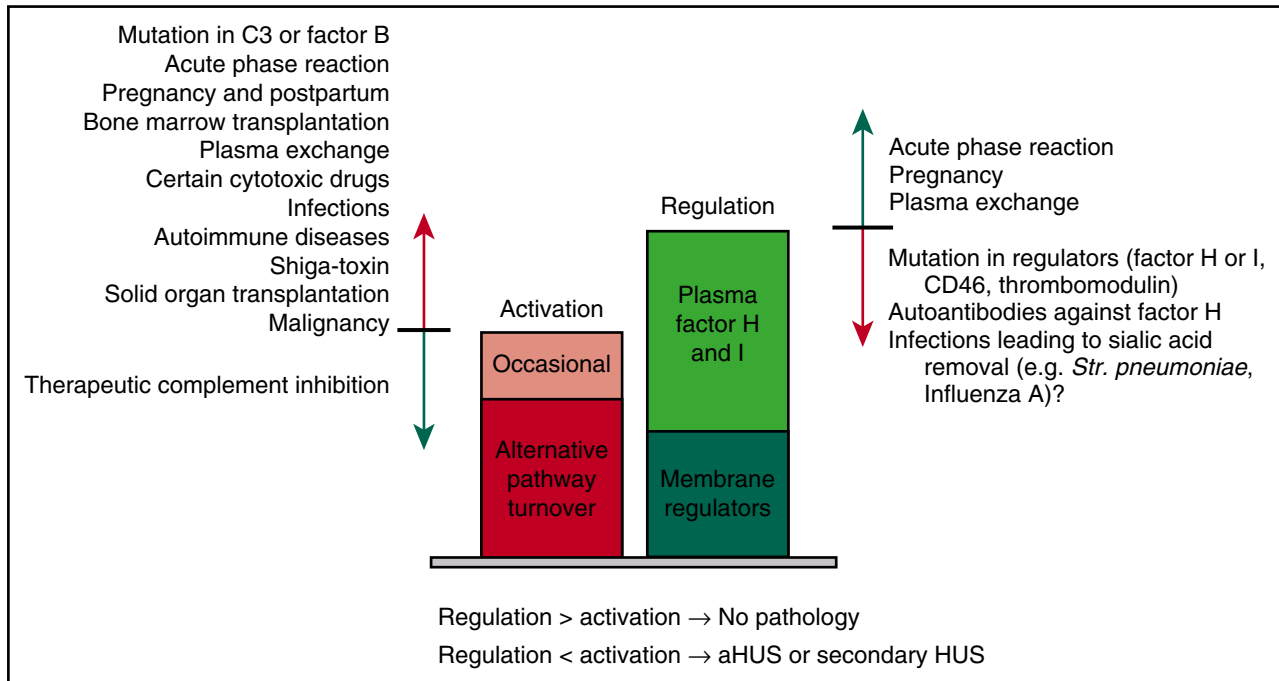 Mutation in C3 or factor B
Acute phase reaction
Pregnancy and postpartum
Bone marrow transplantation
Plasma exchange
Certain cytotoxic drugs
Infections
Autoimmune diseases
Shiga-toxin
Solid organ transplantation
Malignancy
Therapeutic complement inhibition
Activation
Occasional
Alternative
pathway
turnover
Regulation
Plasma
factor H
and I
Membrane
regulators
Acute phase reaction
Pregnancy
Plasma exchange
Mutation in regulators (factor H or I,
CD46, thrombomodulin)
Autoantibodies against factor H
Infections leading to sialic acid
removal (e.g. Str. pneumoniae,
Influenza A)?
Regulation > activation → No pathology
Regulation < activation → aHUS or secondary HUS